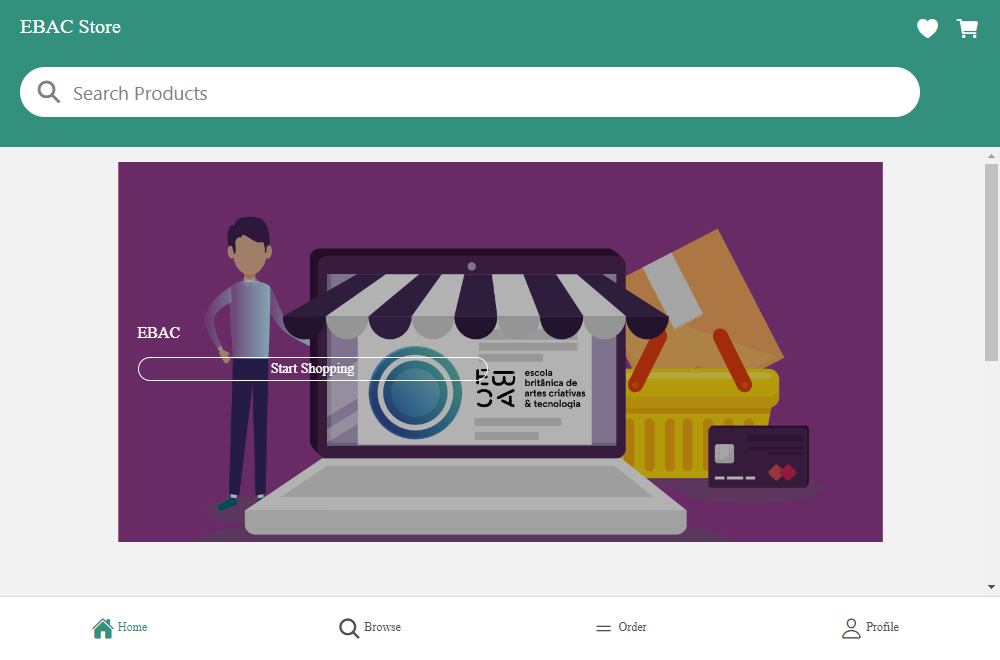 EBAC Store
Search Products
EBAC
Start Shopping
EBAC
escola
britânica de
artes criativas
& tecnologia
Home
Browse
Order
Profile